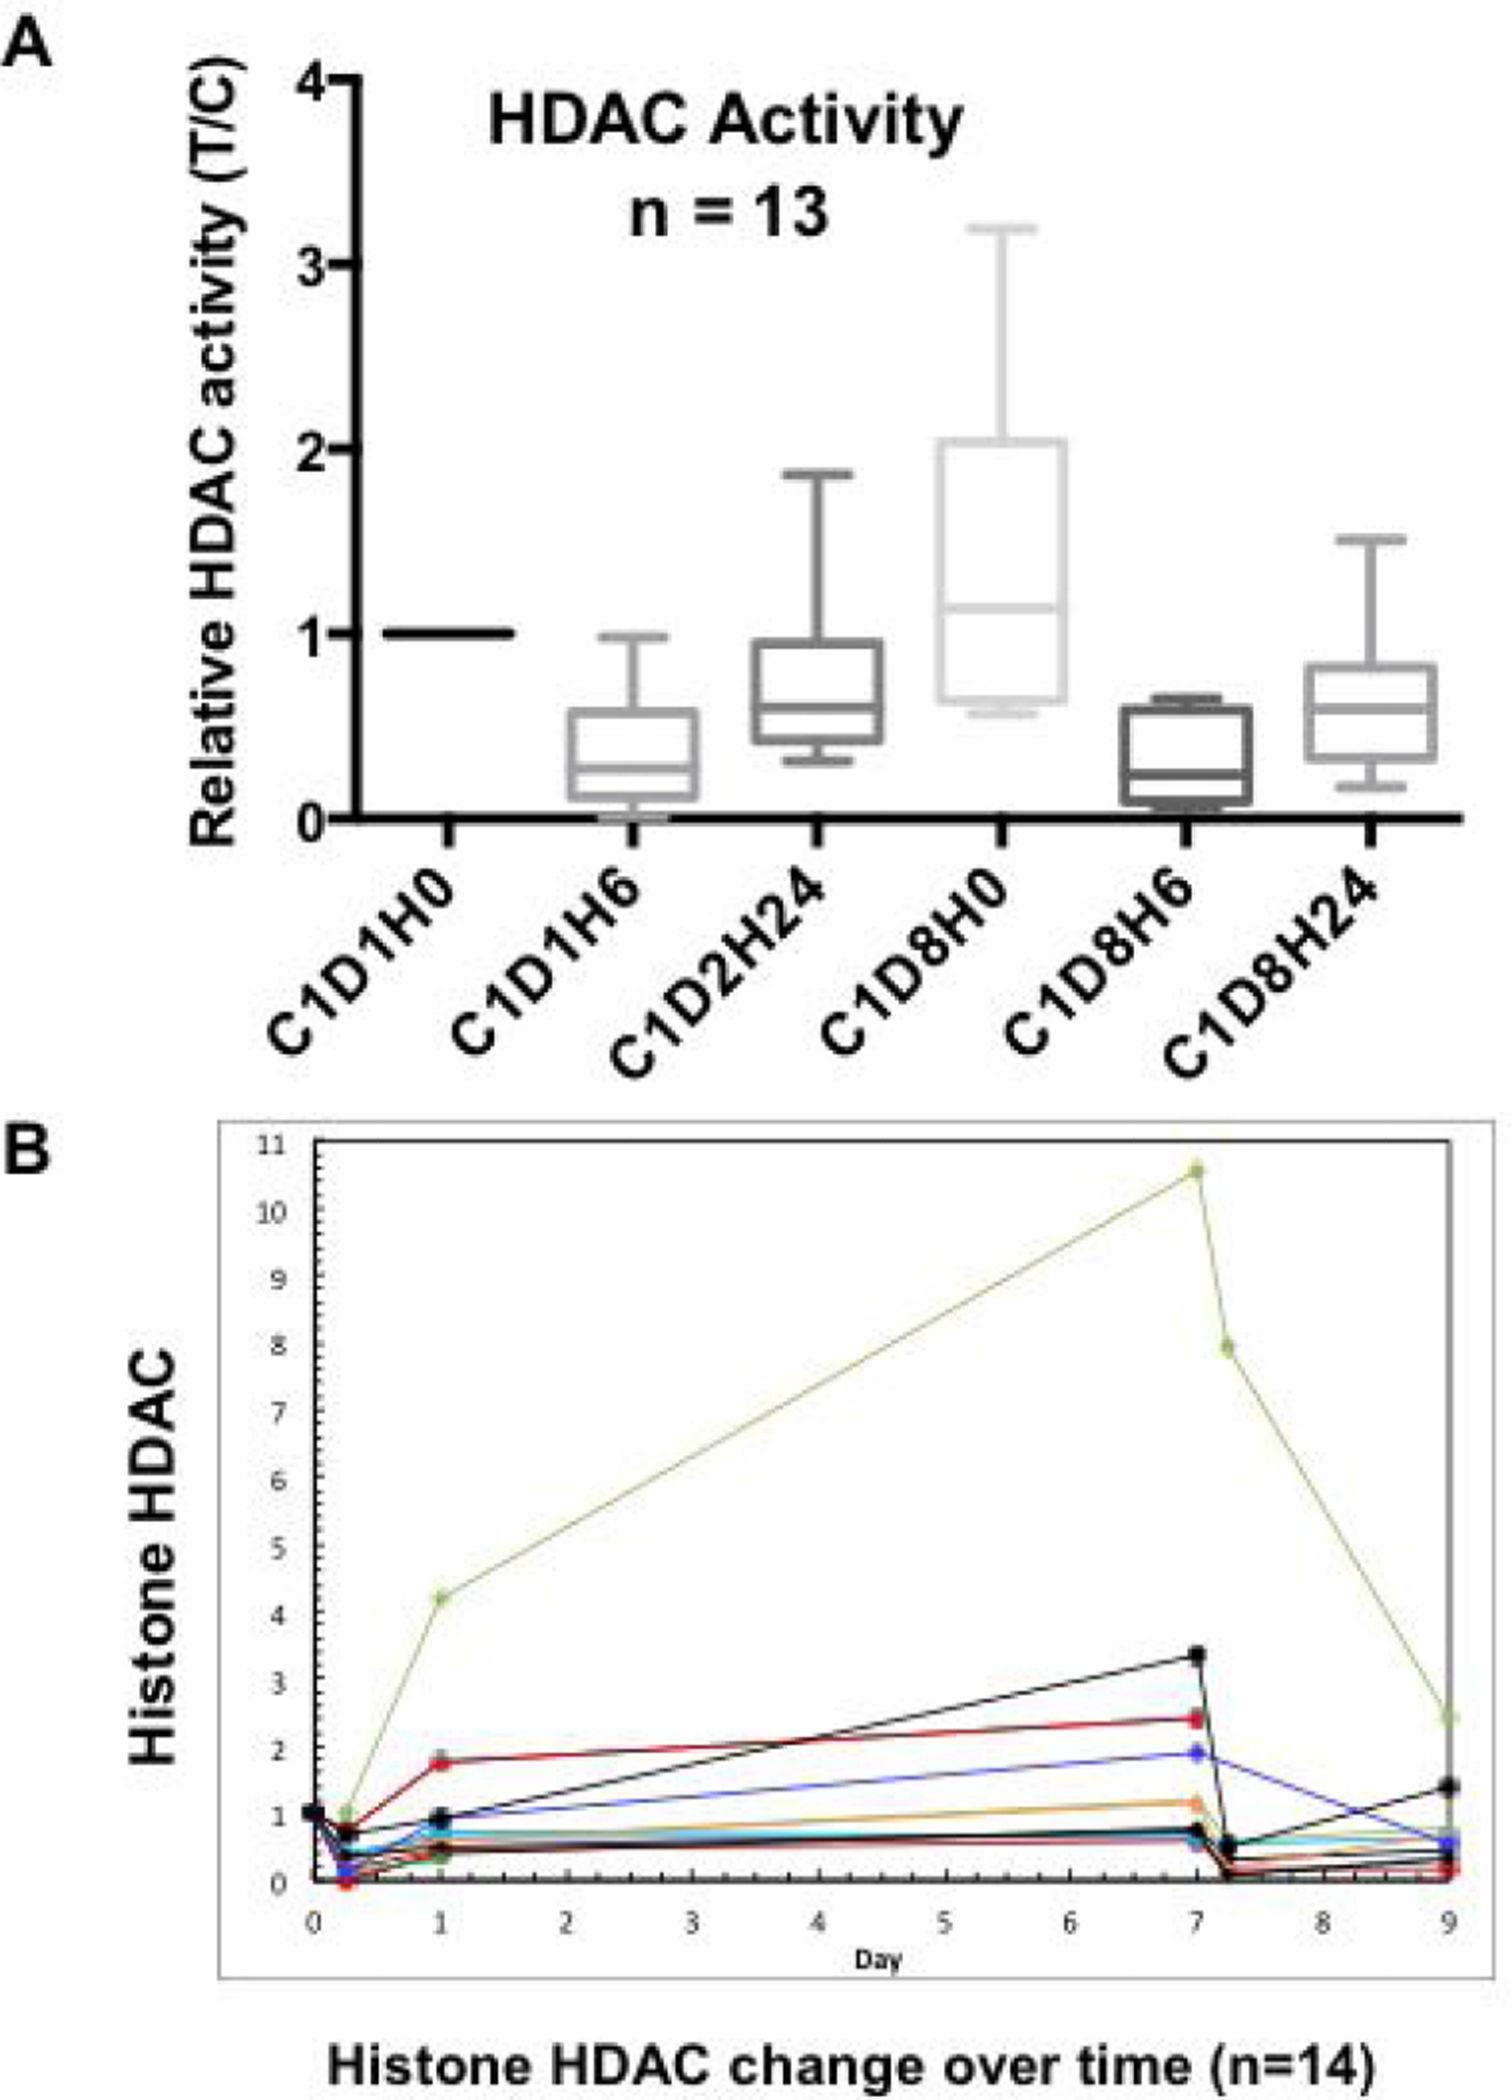 A
HDAC Activity
n = 13
Relative HDAC activity (T/C)
4
3
2
1
0
C1D1H0
C1D1H6
C1D2H24
C1D8H0
C1D8H6
C1D8H24
B
Histone HDAC
11
10
9
8
7
6
5
4
3
2
1
0
0 1 2 3 4 5 6 7 8 9
Day
Histone HDAC change over time (n=14)